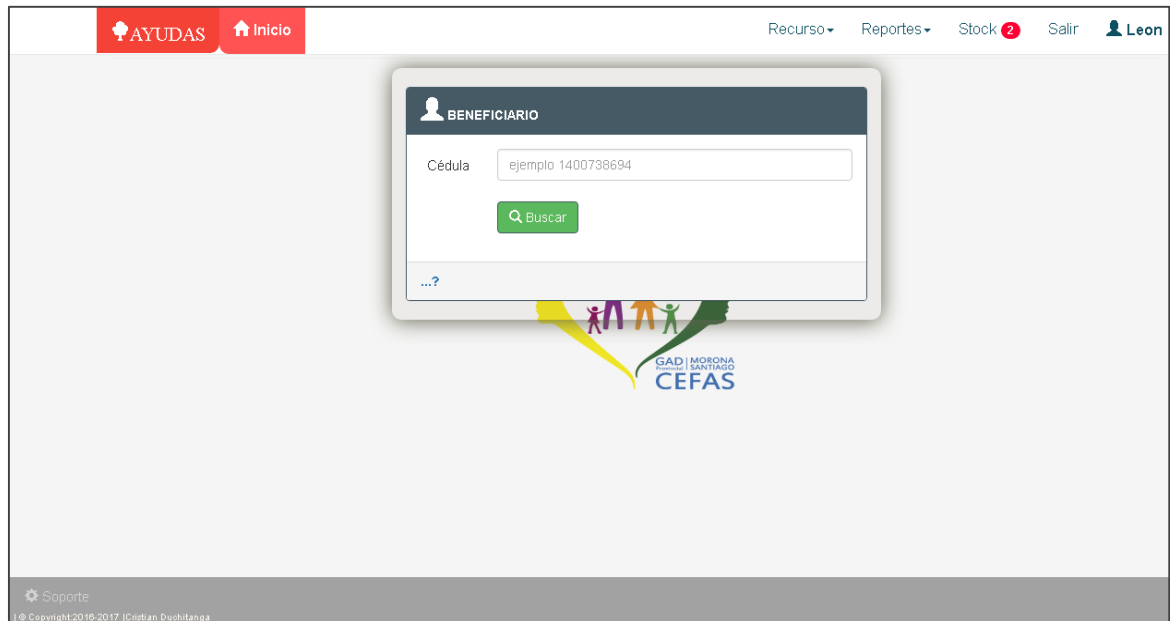 AYUDAS Inicio Recurso Reportes Stock 2 Salir Leon
BENEFICIARIO
Cédula ejemplo 1400738694
Buscar
...?
GAD | MORONA
Provincial | SANTIAGO
CEFAS
Soporte
| © Copyright:2016-2017 |Cristian Duchitanga